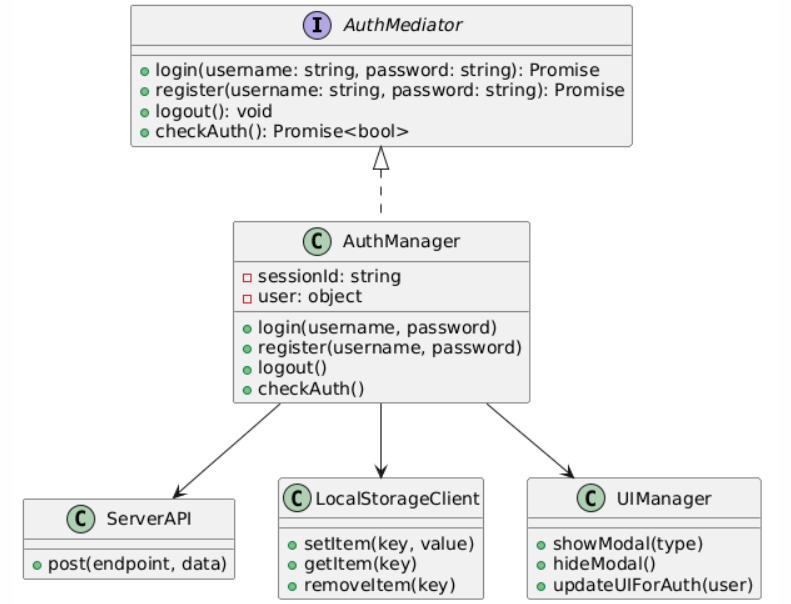 I AuthMediator
login(username: string, password: string): Promise
register(username: string, password: string): Promise
logout(): void
checkAuth(): Promise<bool>
C AuthManager
sessionId: string
user: object
login(username, password)
register(username, password)
logout()
checkAuth()
C ServerAPI
post(endpoint, data)
C LocalStorageClient
setItem(key, value)
getItem(key)
removeItem(key)
C UIManager
showModal(type)
hideModal()
updateUIForAuth(user)